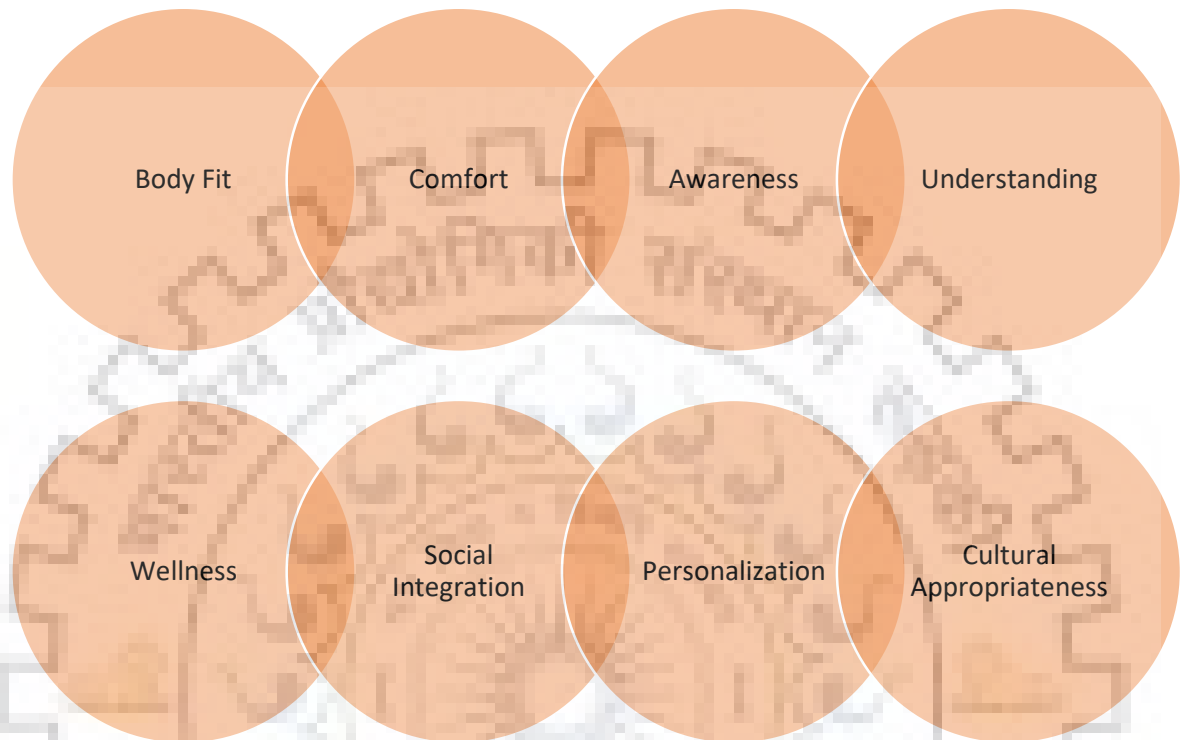 Body Fit
Comfort
Awareness
Understanding
Wellness
Social
Integration
Personalization
Cultural
Appropriateness